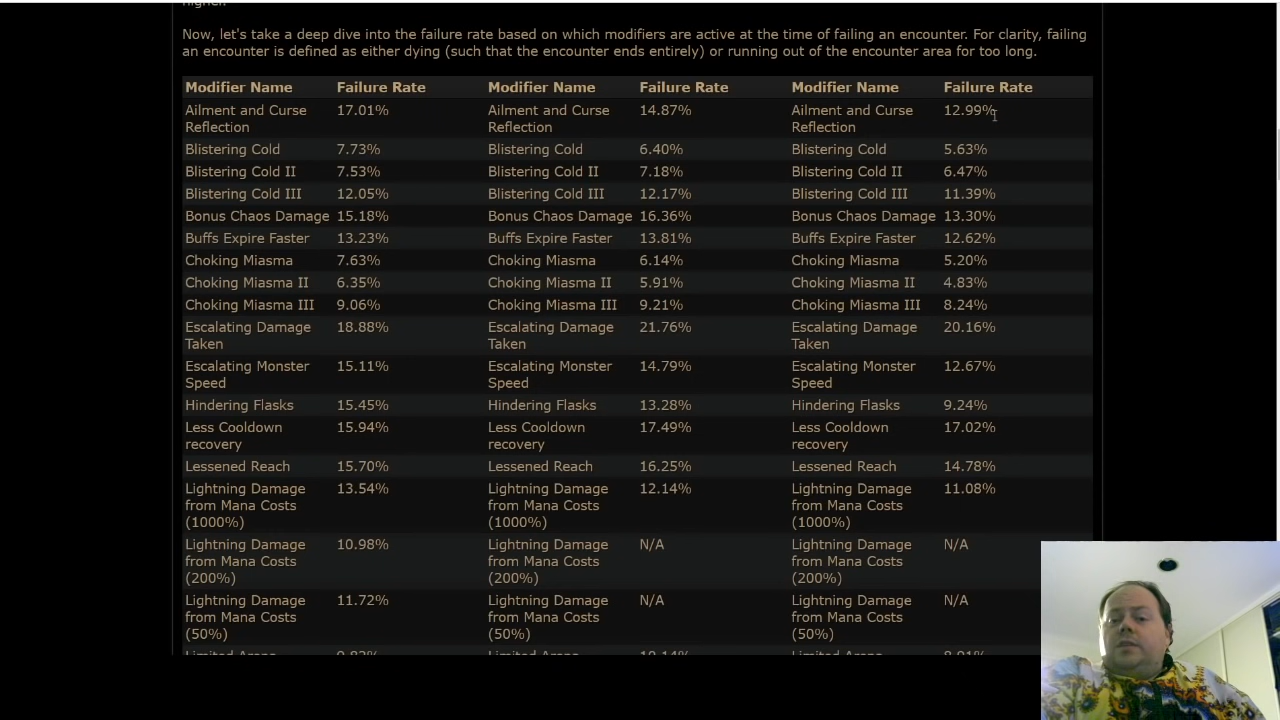 higher.
Now, let's take a deep dive into the failure rate based on which modifiers are active at the time of failing an encounter. For clarity, failing
an encounter is defined as either dying (such that the encounter ends entirely) or running out of the encounter area for too long.
Modifier Name Failure Rate Modifier Name Failure Rate Modifier Name Failure Rate
Ailment and Curse 17.01% Ailment and Curse 14.87% Ailment and Curse 12.99%
Reflection Reflection Reflection
Blistering Cold 7.73% Blistering Cold 6.40% Blistering Cold 5.63%
Blistering Cold II 7.53% Blistering Cold II 7.18% Blistering Cold II 6.47%
Blistering Cold III 12.05% Blistering Cold III 12.17% Blistering Cold III 11.39%
Bonus Chaos Damage 15.18% Bonus Chaos Damage 16.36% Bonus Chaos Damage 13.30%
Buffs Expire Faster 13.23% Buffs Expire Faster 13.81% Buffs Expire Faster 12.62%
Choking Miasma 7.63% Choking Miasma 6.14% Choking Miasma 5.20%
Choking Miasma II 6.35% Choking Miasma II 5.91% Choking Miasma II 4.83%
Choking Miasma III 9.06% Choking Miasma III 9.21% Choking Miasma III 8.24%
Escalating Damage 18.88% Escalating Damage 21.76% Escalating Damage 20.16%
Taken Taken Taken
Escalating Monster 15.11% Escalating Monster 14.79% Escalating Monster 12.67%
Speed Speed Speed
Hindering Flasks 15.45% Hindering Flasks 13.28% Hindering Flasks 9.24%
Less Cooldown 15.94% Less Cooldown 17.49% Less Cooldown 17.02%
recovery recovery recovery
Lessened Reach 15.70% Lessened Reach 16.25% Lessened Reach 14.78%
Lightning Damage 13.54% Lightning Damage 12.14% Lightning Damage 11.08%
from Mana Costs from Mana Costs from Mana Costs
(1000%) (1000%) (1000%)
Lightning Damage 10.98% Lightning Damage N/A Lightning Damage N/A
from Mana Costs from Mana Costs from Mana Costs
(200%) (200%) (200%)
Lightning Damage 11.72% Lightning Damage N/A Lightning Damage N/A
from Mana Costs from Mana Costs from Mana Costs
(50%) (50%) (50%)